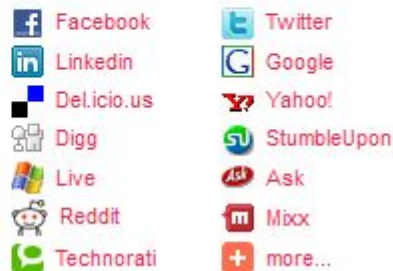 Facebook
Twitter
Linkedin
Google
Del.icio.us
Yahoo!
Digg
StumbleUpon
Live
Ask
Reddit
Mixx
Technorati
more...